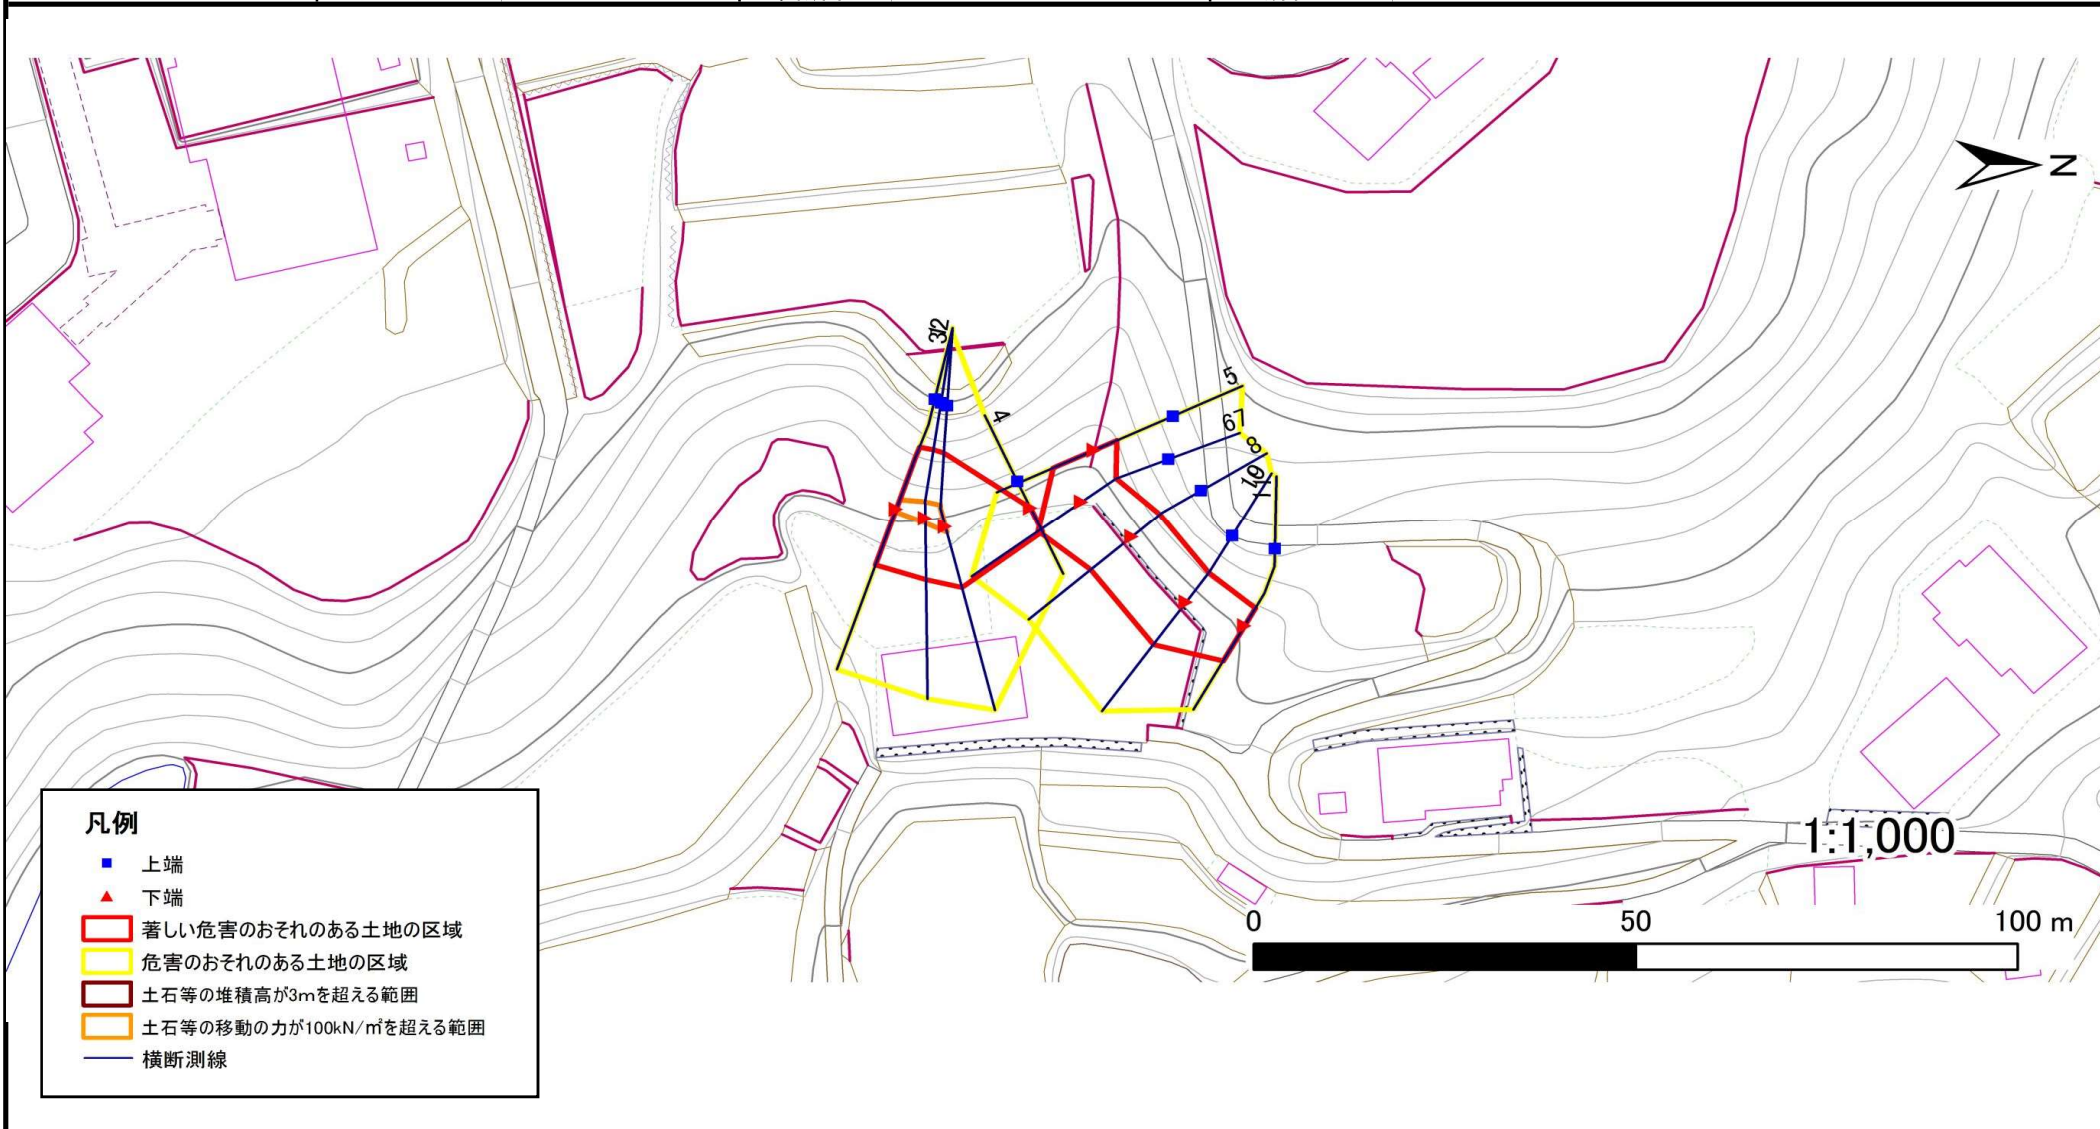 N
4
5
8
1:1,000
0 50 100 m
凡例
上端
下端
著しい危害のおそれのある土地の区域
危害のおそれのある土地の区域
土石等の堆積高が3mを超える範囲
土石等の移動の力が100kN/㎡を超える範囲
横断測線